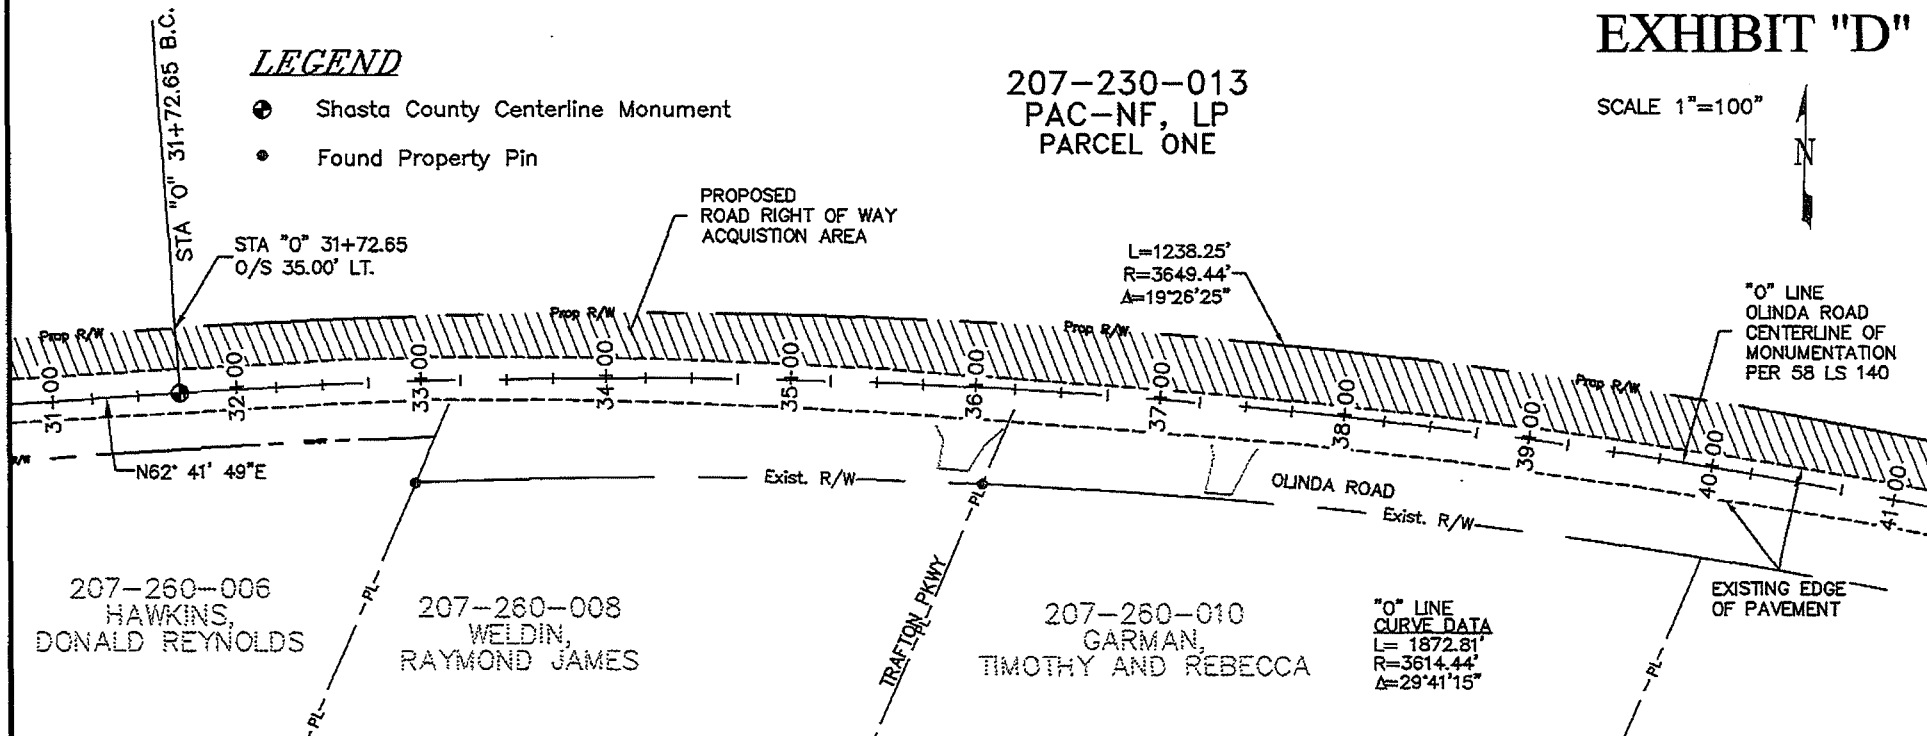 EXHIBIT "D"
SCALE 1"=100"
N
LEGEND
Shasta County Centerline Monument
Found Property Pin
STA "O" 31+72.65 B.C.
STA "O" 31+72.65
O/S 35.00' LT.
207-230-013
PAC-NF, LP
PARCEL ONE
PROPOSED
ROAD RIGHT OF WAY
ACQUISTION AREA
L=1238.25'
R=3649.44'
Δ=19°26'25"
"O" LINE
OLINDA ROAD
CENTERLINE OF
MONUMENTATION
PER 58 LS 140
Prop R/W
Prop R/W
Prop R/W
Prop R/W
31+00
32+00
33+00
34+00
35+00
36+00
37+00
38+00
39+00
40+00
41+00
R/W
N62° 41' 49"E
Exist. R/W
OLINDA ROAD
Exist. R/W
EXISTING EDGE
OF PAVEMENT
207-260-006
HAWKINS,
DONALD REYNOLDS
PL
PL
207-260-008
WELDIN,
RAYMOND JAMES
PL
PL
TRAFTON PKWY
207-260-010
GARMAN,
TIMOTHY AND REBECCA
"O" LINE
CURVE DATA
L= 1872.81'
R=3614.44'
Δ=29°41'15"
PL